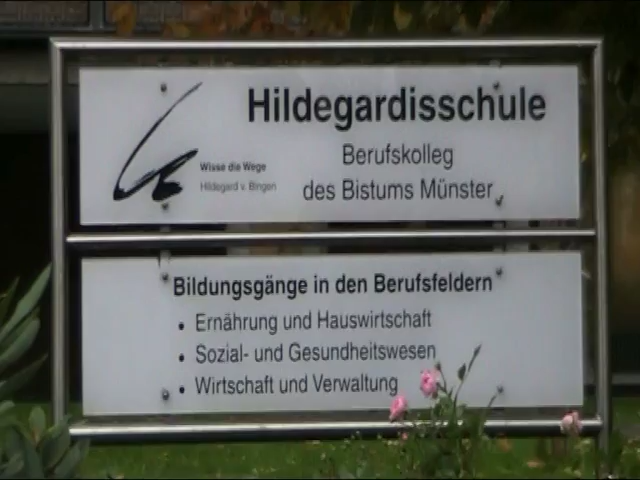 Hildegardisschule
Berufskolleg
des Bistums Münster
Wisse die Wege
Hildegard v. Bingen
Bildungsgänge in den Berufsfeldern
• Ernährung und Hauswirtschaft
• Sozial- und Gesundheitswesen
• Wirtschaft und Verwaltung